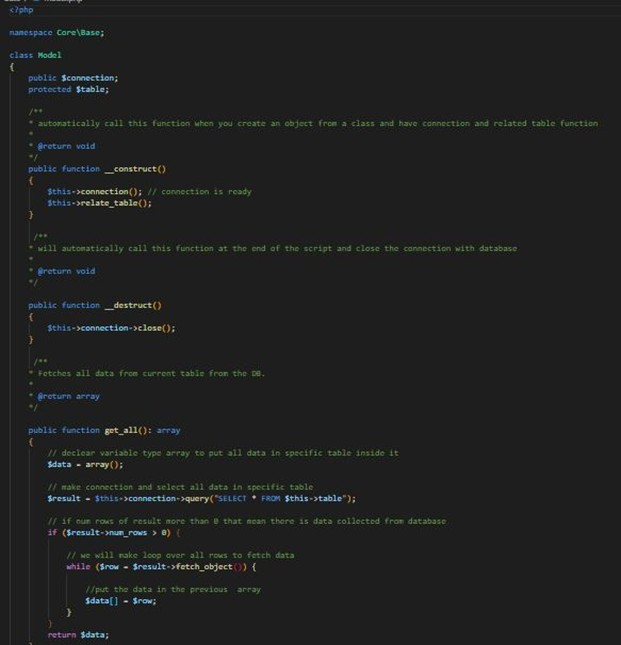 <?php
namespace Core\Base;
class Model
{
public $connection;
protected $table;
/**
* automatically call this function when you create an object from a class and have connection and related table function
*
* @return void
*/
public function __construct()
{
$this->connection(); // connection is ready
$this->relate_table();
}
/**
* will automatically call this function at the end of the script and close the connection with database
*
* @return void
*/
public function __destruct()
{
$this->connection->close();
}
/**
* Fetches all data from current table from the DB.
*
* @return array
*/
public function get_all(): array
{
// declear variable type array to put all data in specific table inside it
$data = array();
// make connection and select all data in specific table
$result = $this->connection->query("SELECT * FROM $this->table");
// if num rows of result more than 0 that mean there is data collected from database
if ($result->num_rows > 0) {
// we will make loop over all rows to fetch data
while ($row = $result->fetch_object()) {
//put the data in the previous  array
$data[] = $row;
}
}
return $data;